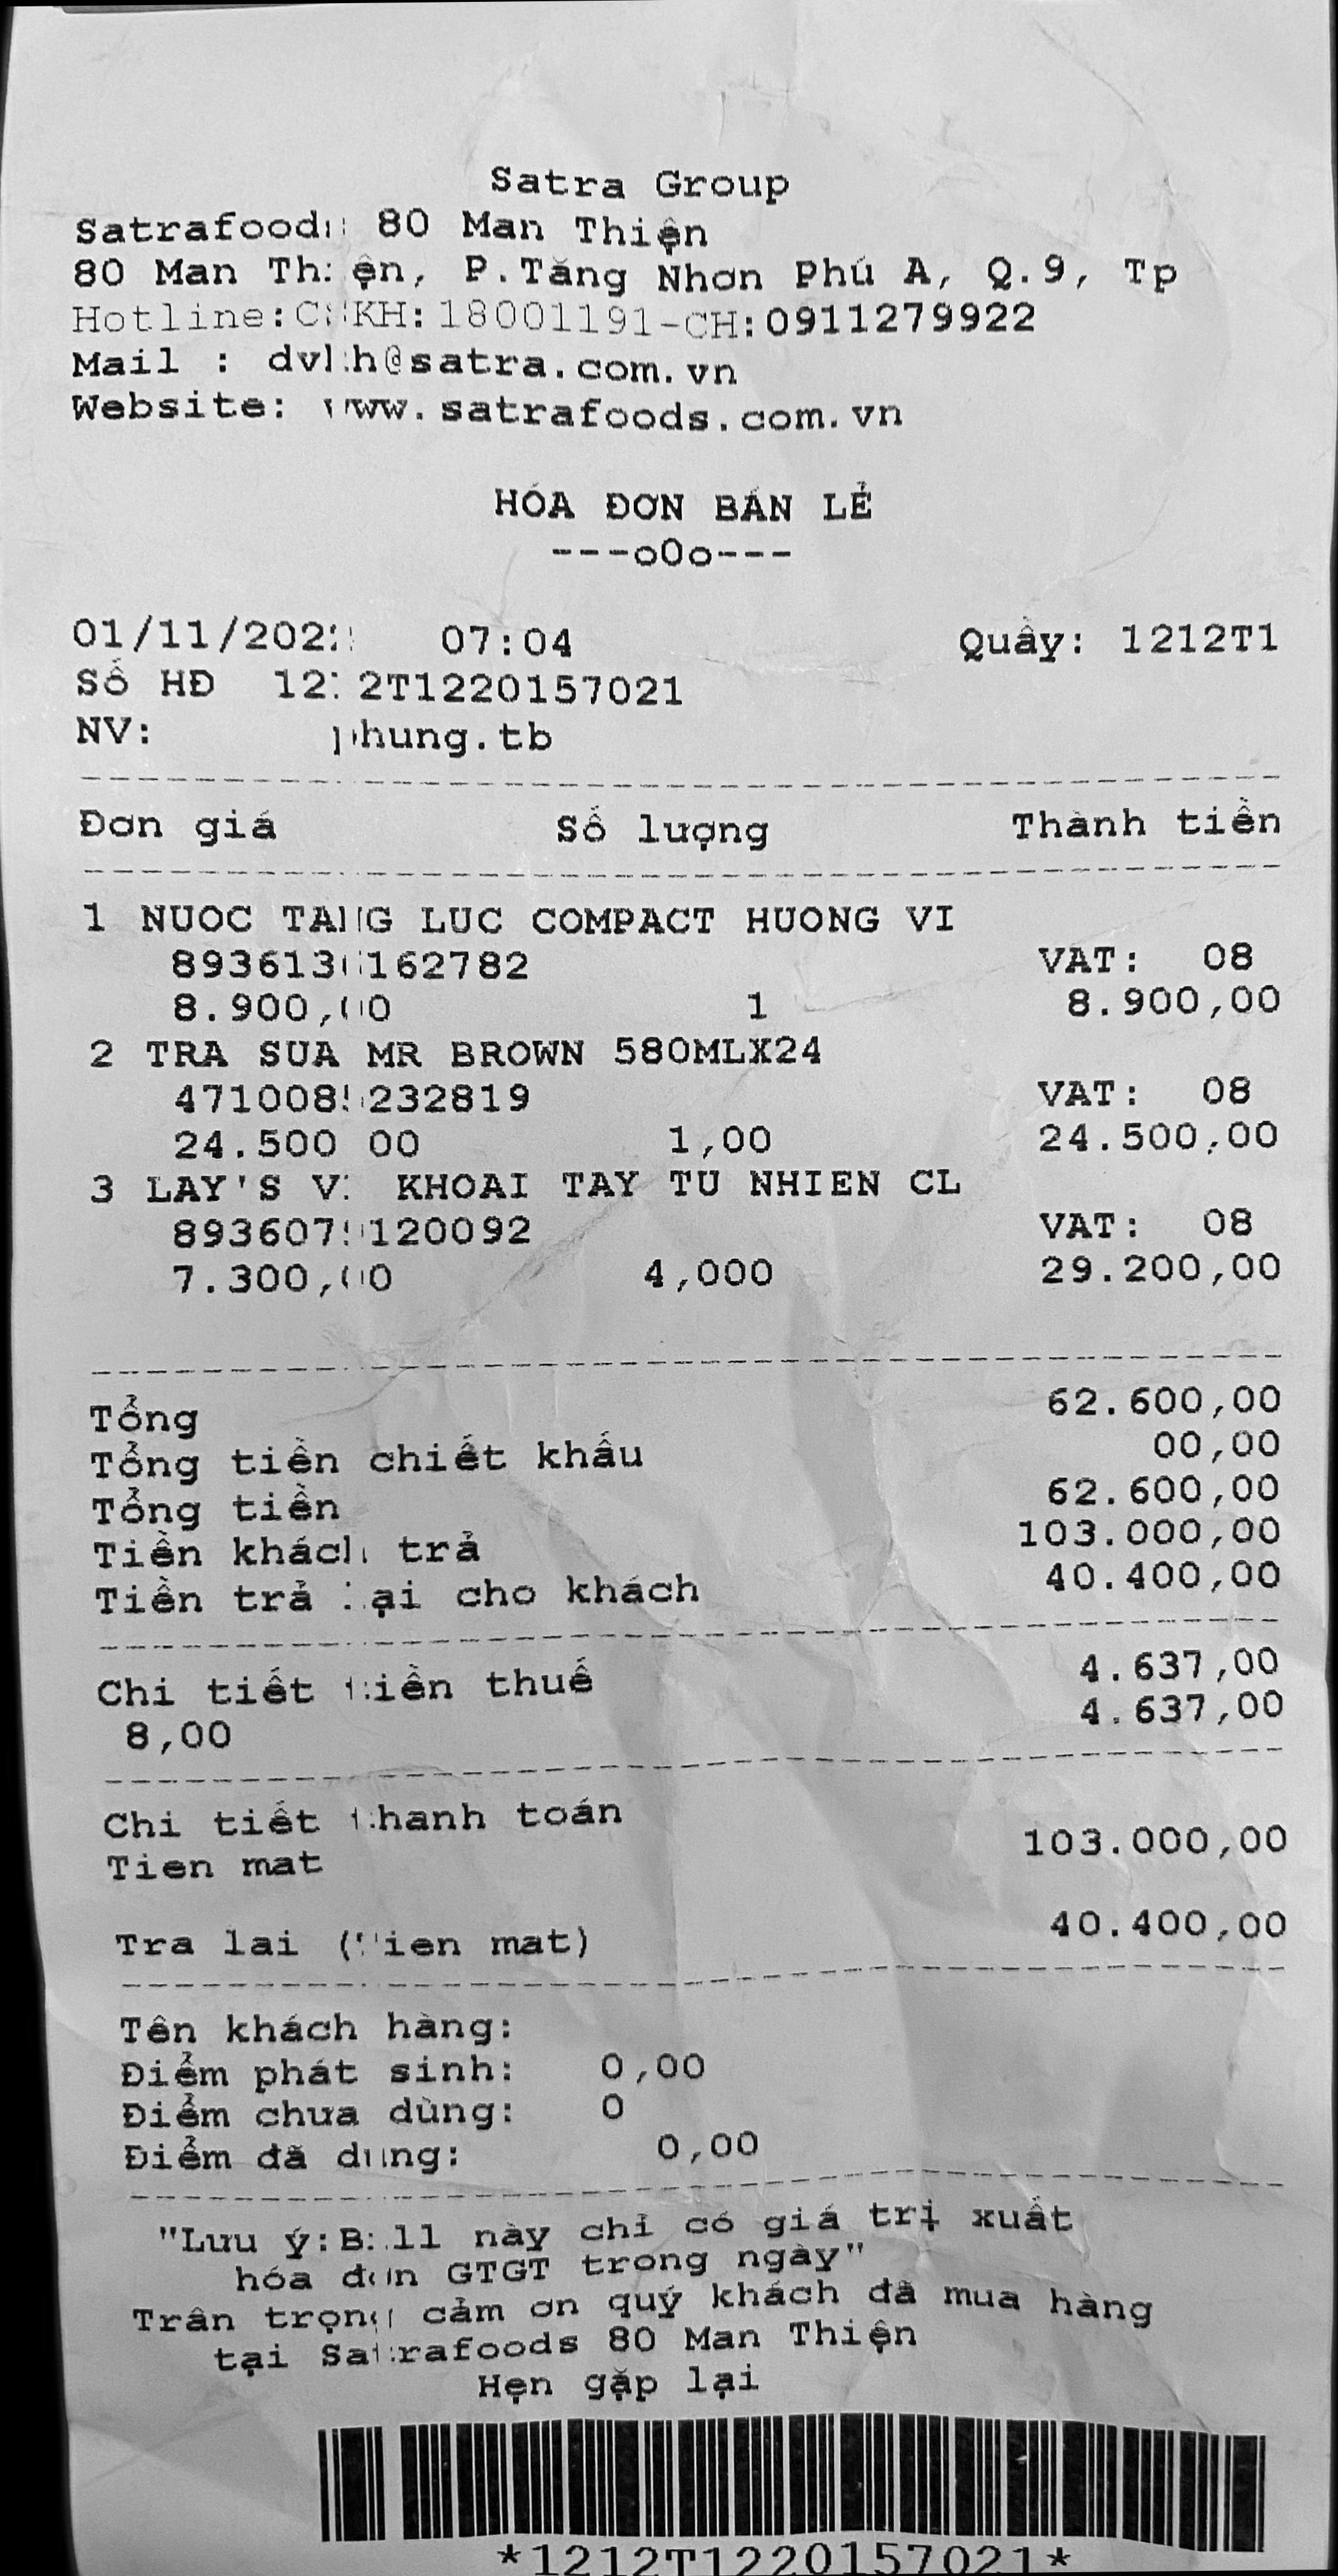 Satra Group
Satrafoods 80 Man Thiện
80 Man Thiện, P.Tăng Nhơn Phú A, Q.9, Tp
Hotline:CSKH:18001191-CH:0911279922
Mail : dvkh@satra.com.vn
Website: www.satrafoods.com.vn
HÓA ĐƠN BÁN LẺ
---oOo---
07:04 Quầy: 1212T1
Số HĐ 1212T1220157021
NV: phung.tb
Đơn giá Số lượng Thành tiền
1 NUOC TANG LUC COMPACT HUONG VI
VAT: 08
8.900,00 1 8.900,00
2 TRA SUA MR BROWN 580MLX24
VAT: 08
24.500,00 1,00 24.500,00
3 LAY'S VI KHOAI TAY TU NHIEN CL
VAT: 08
7.300,00 4,000 29.200,00
Tổng 62.600,00
Tổng tiền chiết khấu 00,00
Tổng tiền 62.600,00
Tiền khách trả 103.000,00
Tiền trả lại cho khách 40.400,00
Chi tiết tiền thuế 4.637,00
8,00 4.637,00
Chi tiết thanh toán
Tien mat 103.000,00
Tra lai (Tien mat) 40.400,00
Tên khách hàng:
Điểm phát sinh: 0,00
Điểm chưa dùng: 0
Điểm đã dùng: 0,00
"Lưu ý:Bill này chỉ có giá trị xuất
hóa đơn GTGT trong ngày"
Trân trọng cảm ơn quý khách đã mua hàng
tại Satrafoods 80 Man Thiện
Hẹn gặp lại
*1212T1220157021*